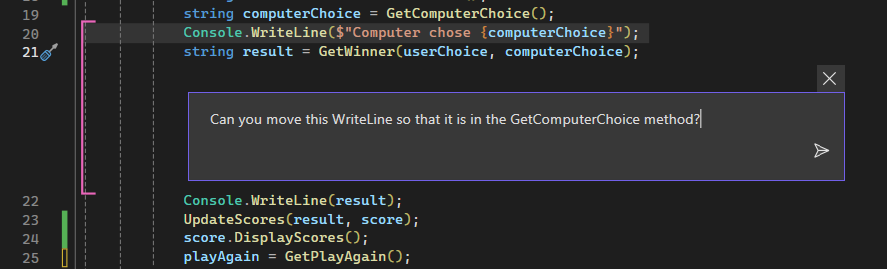 19 string computerChoice = GetComputerChoice();
20 Console.WriteLine($"Computer chose {computerChoice}");
21 string result = GetWinner(userChoice, computerChoice);
Can you move this WriteLine so that it is in the GetComputerChoice method?
22 Console.WriteLine(result);
23 UpdateScores(result, score);
24 score.DisplayScores();
25 playAgain = GetPlayAgain();